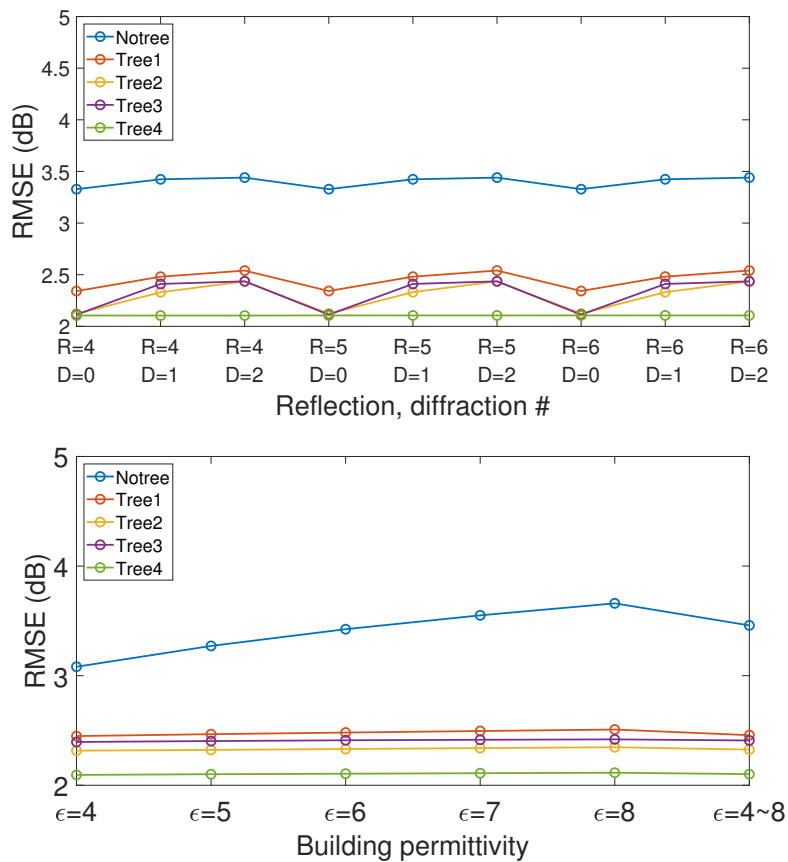 5
4.5
4
3.5
3
2.5
2
RMSE (dB)
Notree
Tree1
Tree2
Tree3
Tree4
R=4 R=4 R=4 R=5 R=5 R=5 R=6 R=6 R=6
D=0 D=1 D=2 D=0 D=1 D=2 D=0 D=1 D=2
Reflection, diffraction #
5
4
3
2
RMSE (dB)
Notree
Tree1
Tree2
Tree3
Tree4
ϵ=4 ϵ=5 ϵ=6 ϵ=7 ϵ=8 ϵ=4~8
Building permittivity